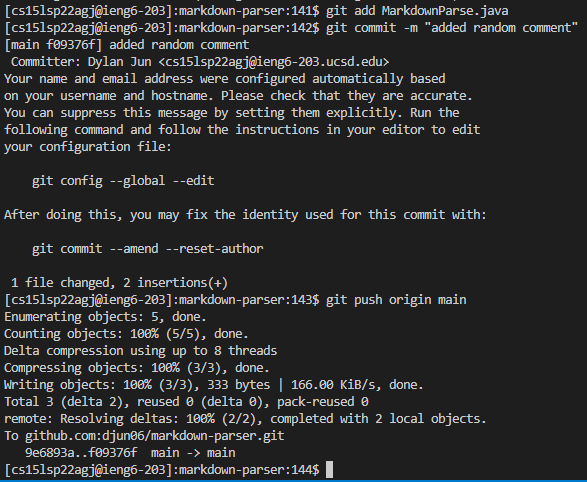 [cs15lsp22agj@ieng6-203]:markdown-parser:141$ git add MarkdownParse.java
[cs15lsp22agj@ieng6-203]:markdown-parser:142$ git commit -m "added random comment"
[main f09376f] added random comment
 Committer: Dylan Jun <cs15lsp22agj@ieng6-203.ucsd.edu>
Your name and email address were configured automatically based
on your username and hostname. Please check that they are accurate.
You can suppress this message by setting them explicitly. Run the
following command and follow the instructions in your editor to edit
your configuration file:

    git config --global --edit

After doing this, you may fix the identity used for this commit with:

    git commit --amend --reset-author

 1 file changed, 2 insertions(+)
[cs15lsp22agj@ieng6-203]:markdown-parser:143$ git push origin main
Enumerating objects: 5, done.
Counting objects: 100% (5/5), done.
Delta compression using up to 8 threads
Compressing objects: 100% (3/3), done.
Writing objects: 100% (3/3), 333 bytes | 166.00 KiB/s, done.
Total 3 (delta 2), reused 0 (delta 0), pack-reused 0
remote: Resolving deltas: 100% (2/2), completed with 2 local objects.
To github.com:djun06/markdown-parser.git
   9e6893a..f09376f  main -> main
[cs15lsp22agj@ieng6-203]:markdown-parser:144$